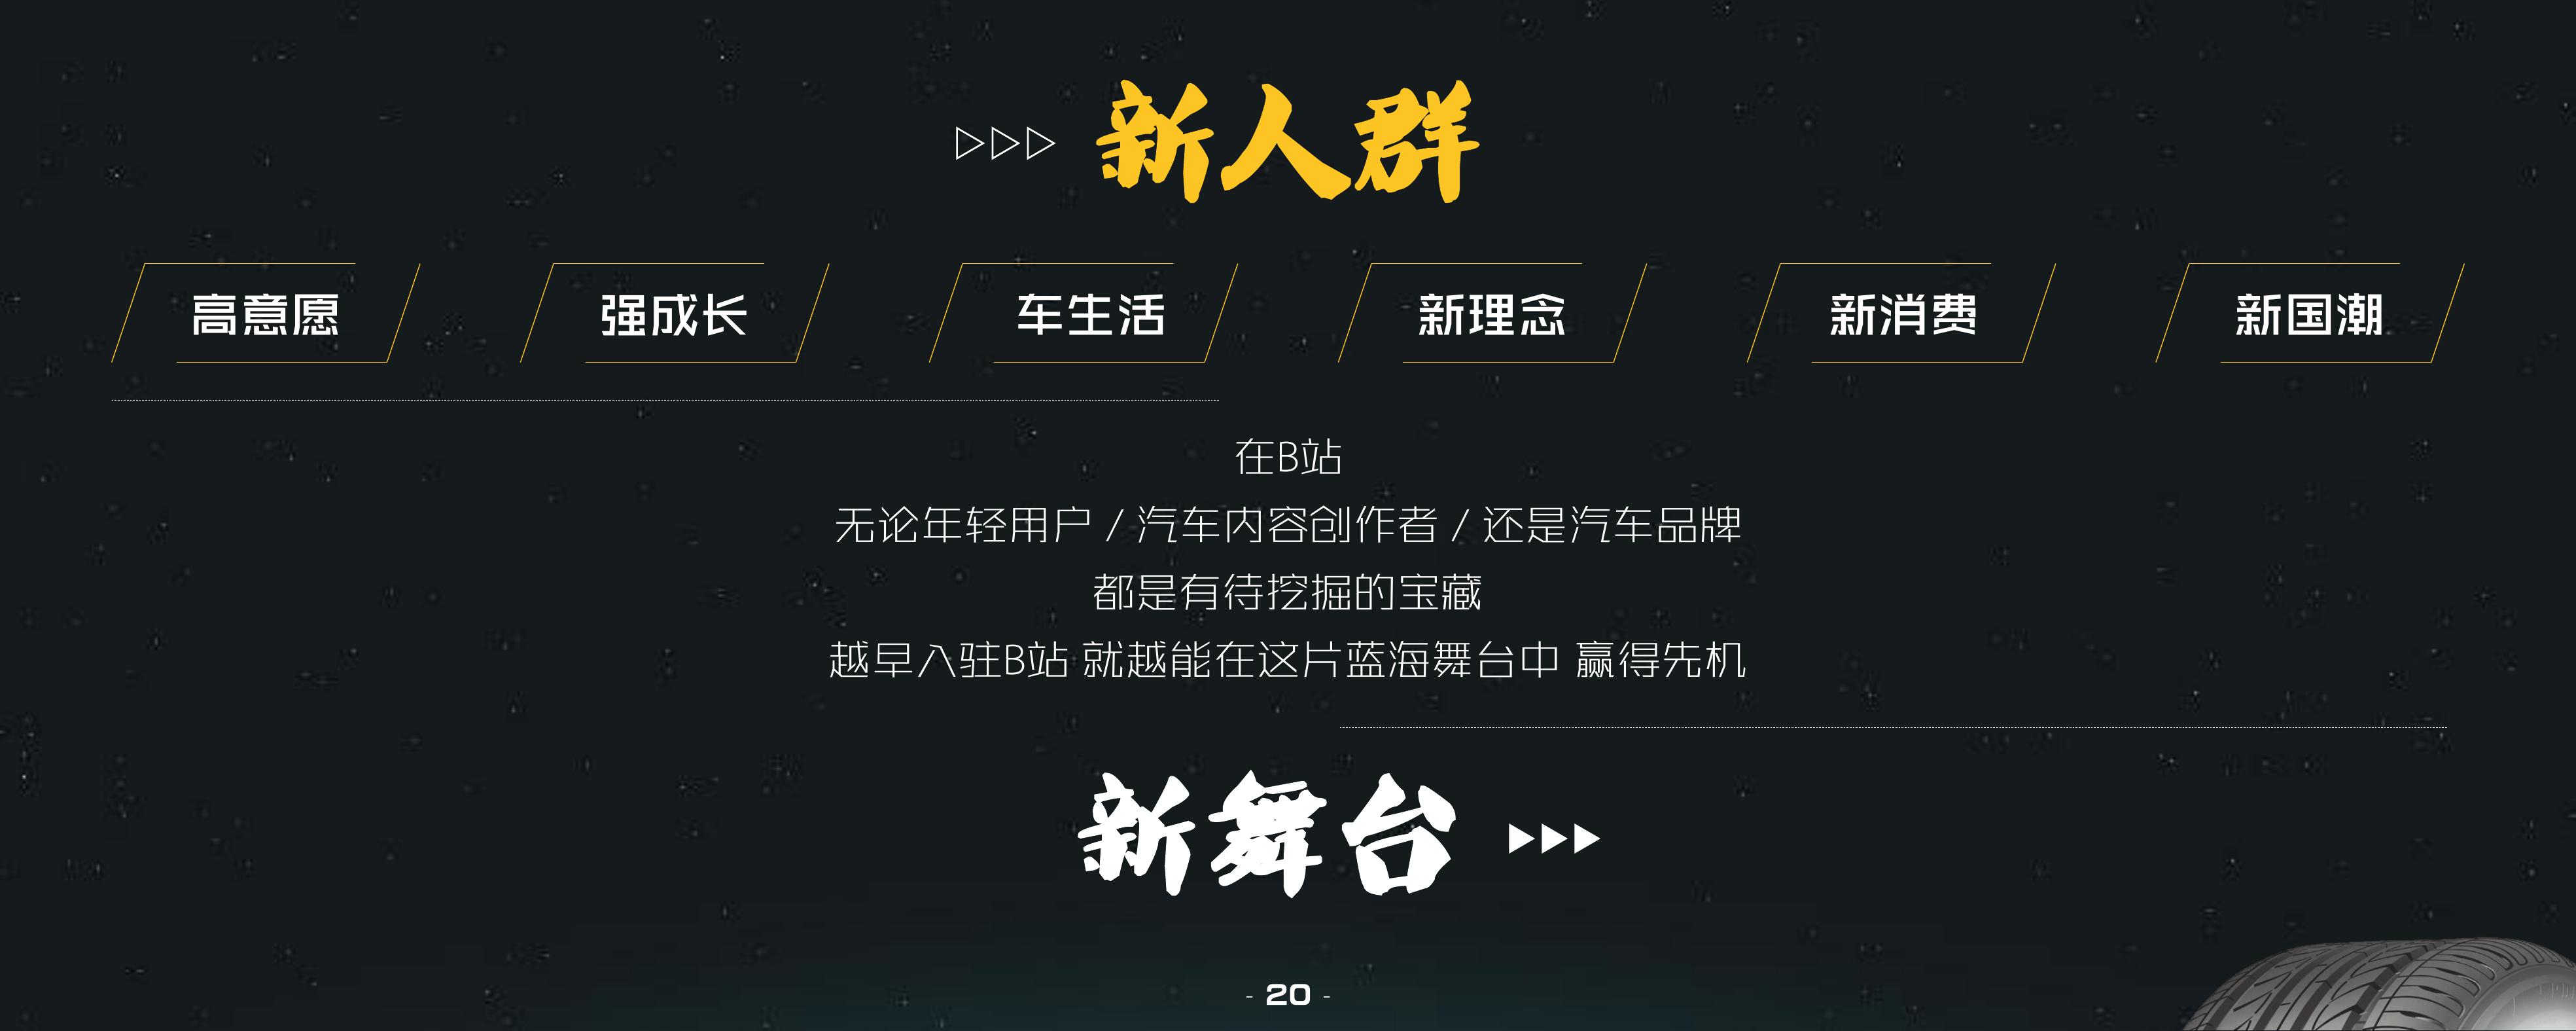 新人群
高意愿 强成长 车生活 新理念 新消费 新国潮
在B站
无论年轻用户 / 汽车内容创作者 / 还是汽车品牌
都是有待挖掘的宝藏
越早入驻B站 就越能在这片蓝海舞台中 赢得先机
新舞台
- 20 -